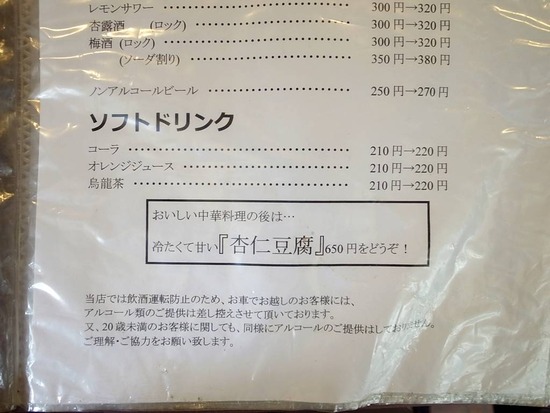 レモンサワー ………………………… 300円→320円
杏露酒 (ロック) ………………… 300円→320円
梅酒 (ロック) ………………… 300円→320円
(ソーダ割り) ………………… 350円→380円
ノンアルコールビール ………………… 250円→270円
ソフトドリンク
コーラ ………………………… 210円→220円
オレンジジュース ………………………… 210円→220円
烏龍茶 ………………………… 210円→220円
おいしい中華料理の後は…
冷たくて甘い『杏仁豆腐』650円をどうぞ！
当店では飲酒運転防止のため、お車でお越しのお客様には、
アルコール類のご提供は差し控えさせて頂いております。
又、20歳未満のお客様に関しても、同様にアルコールのご提供はしておりません。
ご理解・ご協力をお願い致します。